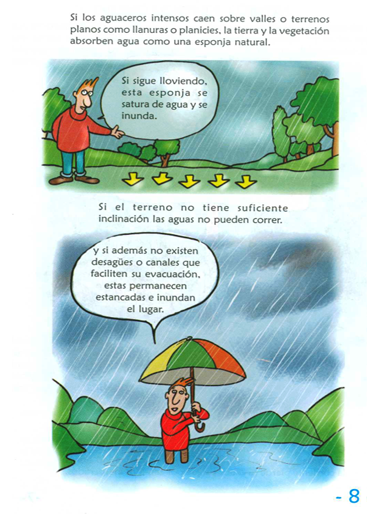 Si los aguaceros intensos caen sobre valles o terrenos
planos como llanuras o planicies, la tierra y la vegetación
absorben agua como una esponja natural.
Si sigue lloviendo,
esta esponja se
satura de agua y se
inunda.
Si el terreno no tiene suficiente
inclinación las aguas no pueden correr.
y si además no existen
desagües o canales que
faciliten su evacuación,
estas permanecen
estancadas e inundan
el lugar.
- 8